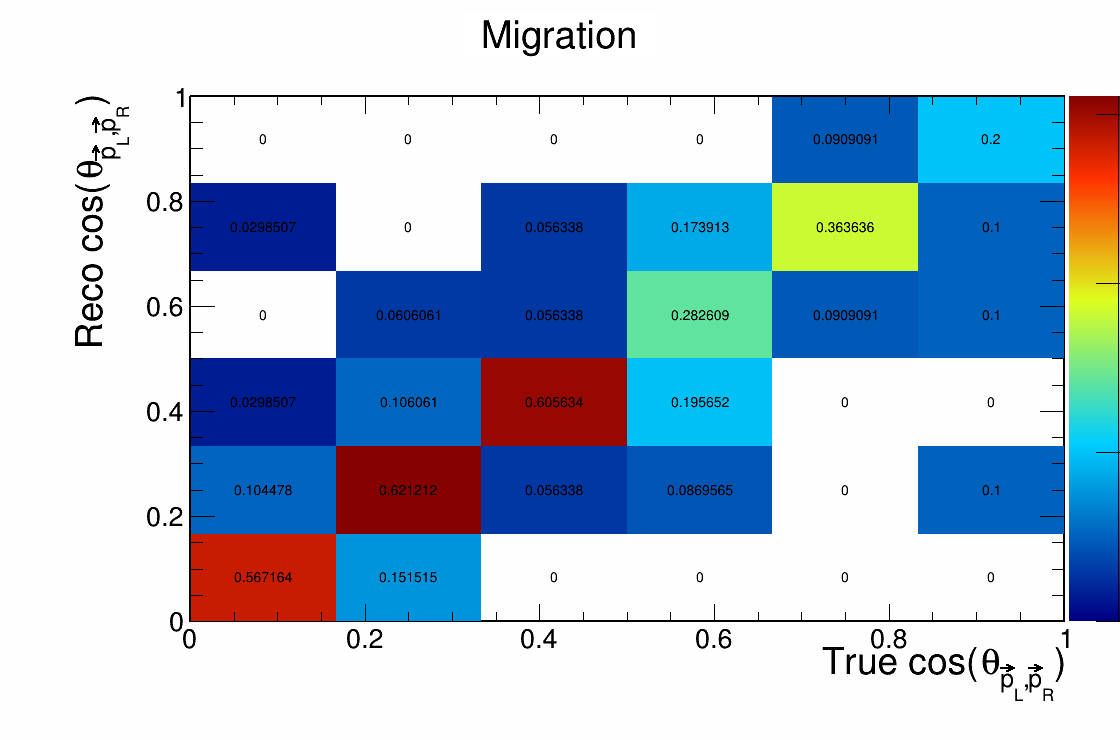 Migration
Reco cos(θ p⃗_L,p⃗_R)
1
0.8
0.6
0.4
0.2
0
0 0 0 0 0.0909091 0.2
0.0298507 0 0.056338 0.173913 0.363636 0.1
0 0.0606061 0.056338 0.282609 0.0909091 0.1
0.0298507 0.106061 0.605634 0.195652 0 0
0.104478 0.621212 0.056338 0.0869565 0 0.1
0.567164 0.151515 0 0 0 0
0 0.2 0.4 0.6 0.8 1
True cos(θ p⃗_L,p⃗_R)